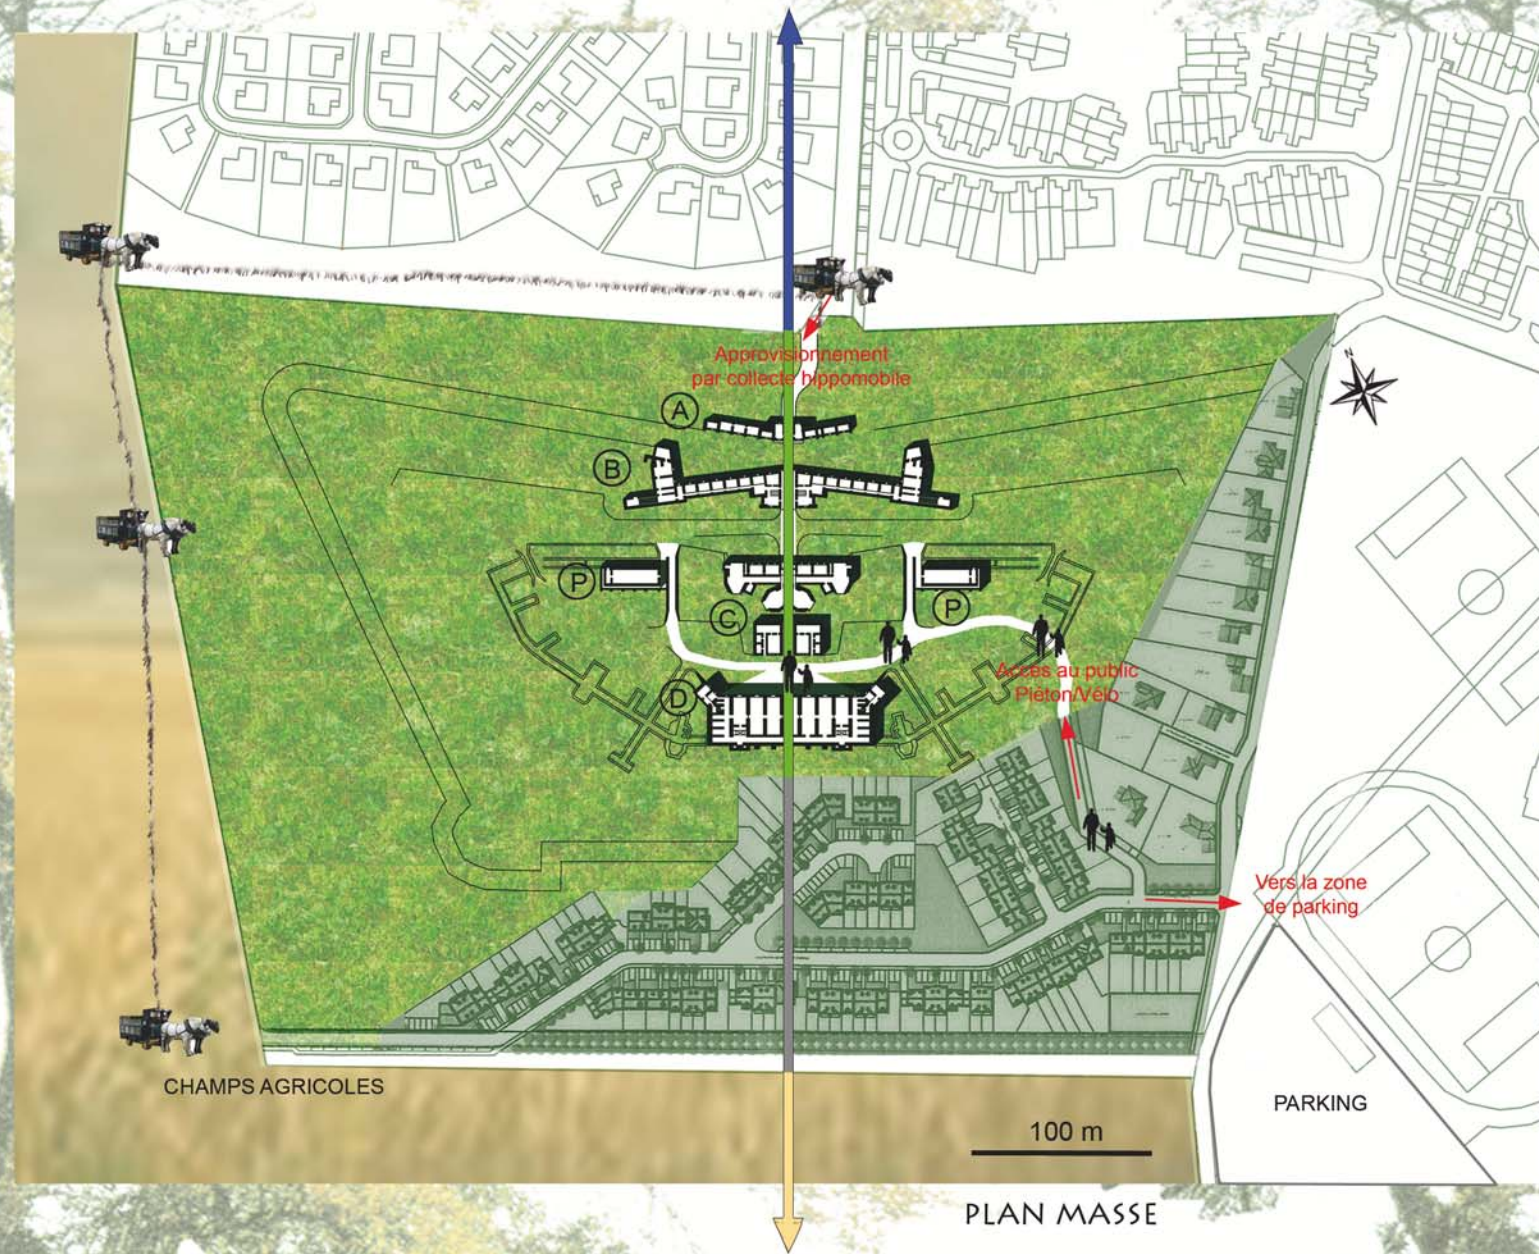 N
Approvisionnement
par collecte hippomobile
A
B
P
C
P
D
Accès au public
Piéton/Vélo
Vers la zone
de parking
CHAMPS AGRICOLES
PARKING
100 m
PLAN MASSE